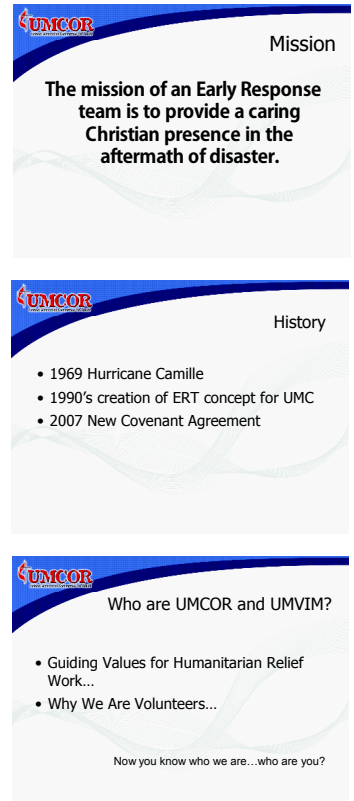 UMCOR
Mission
The mission of an Early Response
team is to provide a caring
Christian presence in the
aftermath of disaster.
UMCOR
History
• 1969 Hurricane Camille
• 1990's creation of ERT concept for UMC
• 2007 New Covenant Agreement
UMCOR
Who are UMCOR and UMVIM?
• Guiding Values for Humanitarian Relief
Work…
• Why We Are Volunteers…
Now you know who we are…who are you?